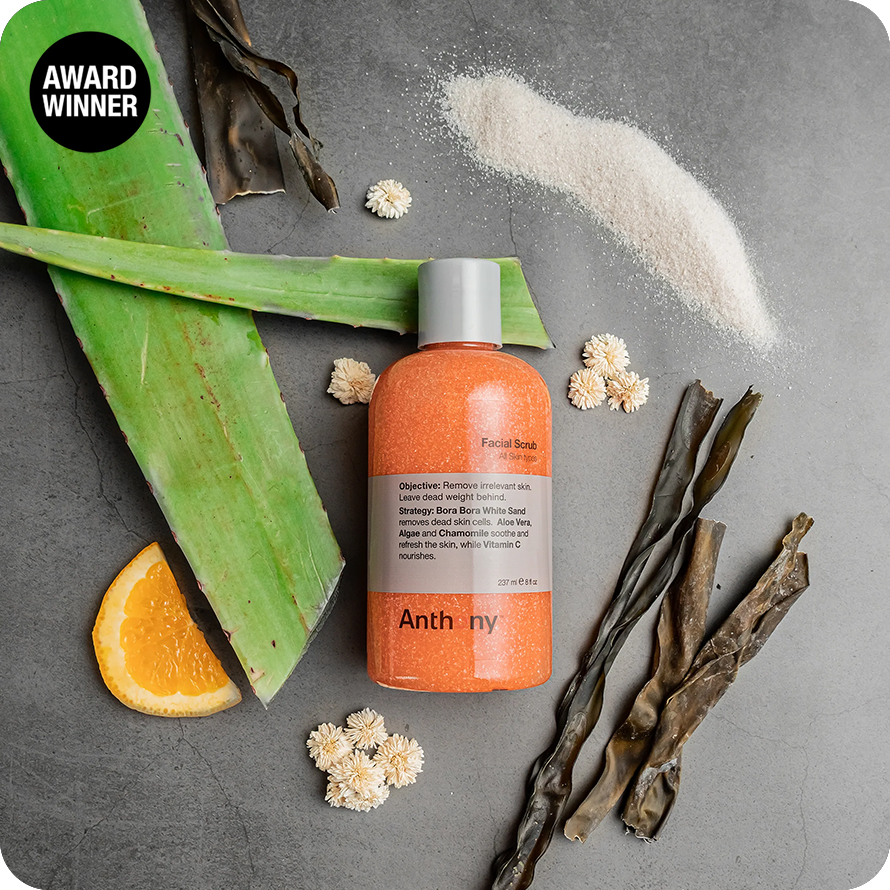 AWARD
WINNER
Facial Scrub
All Skin types
Objective: Remove irrelevant skin.
Leave dead weight behind.
Strategy: Bora Bora White Sand
removes dead skin cells. Aloe Vera,
Algae and Chamomile soothe and
refresh the skin, while Vitamin C
nourishes.
237 ml ℮ 8 fl oz
Anth ny